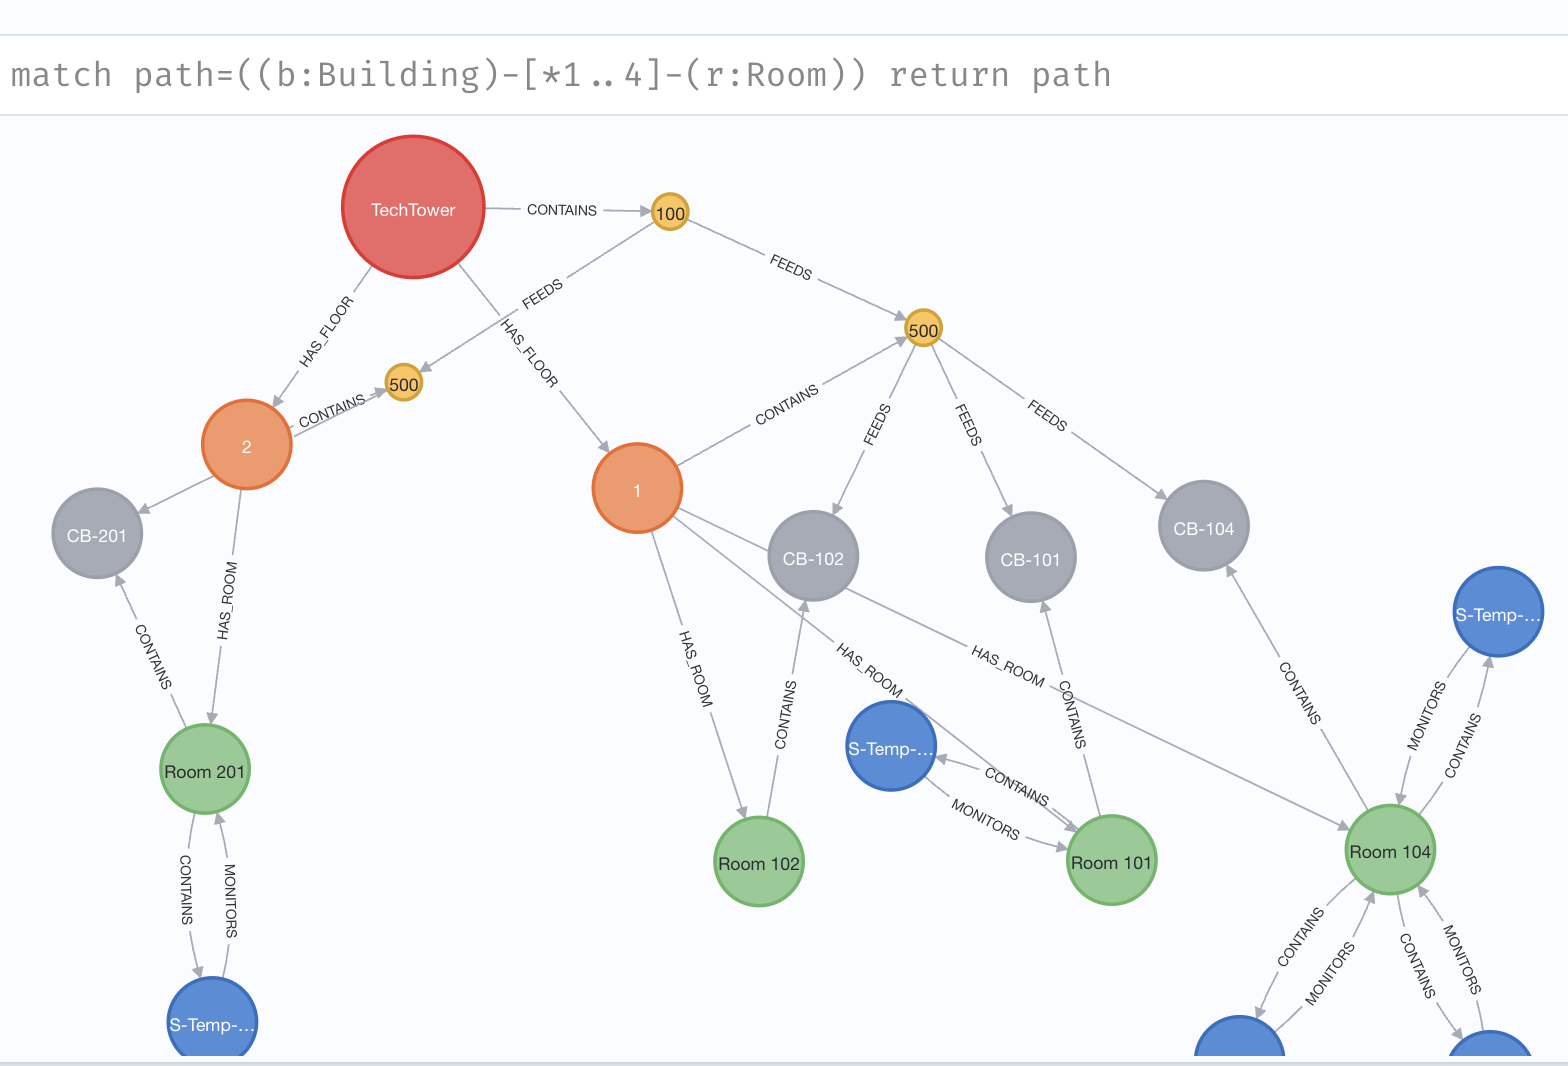 match path=((b:Building)-[*1..4]-(r:Room)) return path
TechTower
CONTAINS
100
FEEDS
FEEDS
HAS_FLOOR
HAS_FLOOR
500
500
CONTAINS
CONTAINS
FEEDS
FEEDS
FEEDS
2
1
CB-201
CB-102
CB-101
CB-104
HAS_ROOM
CONTAINS
HAS_ROOM
CONTAINS
HAS_ROOM
HAS_ROOM
CONTAINS
CONTAINS
S-Temp-...
MONITORS
CONTAINS
S-Temp-...
CONTAINS
MONITORS
Room 201
Room 102
Room 101
Room 104
CONTAINS
MONITORS
CONTAINS
MONITORS
CONTAINS
MONITORS
S-Temp-...